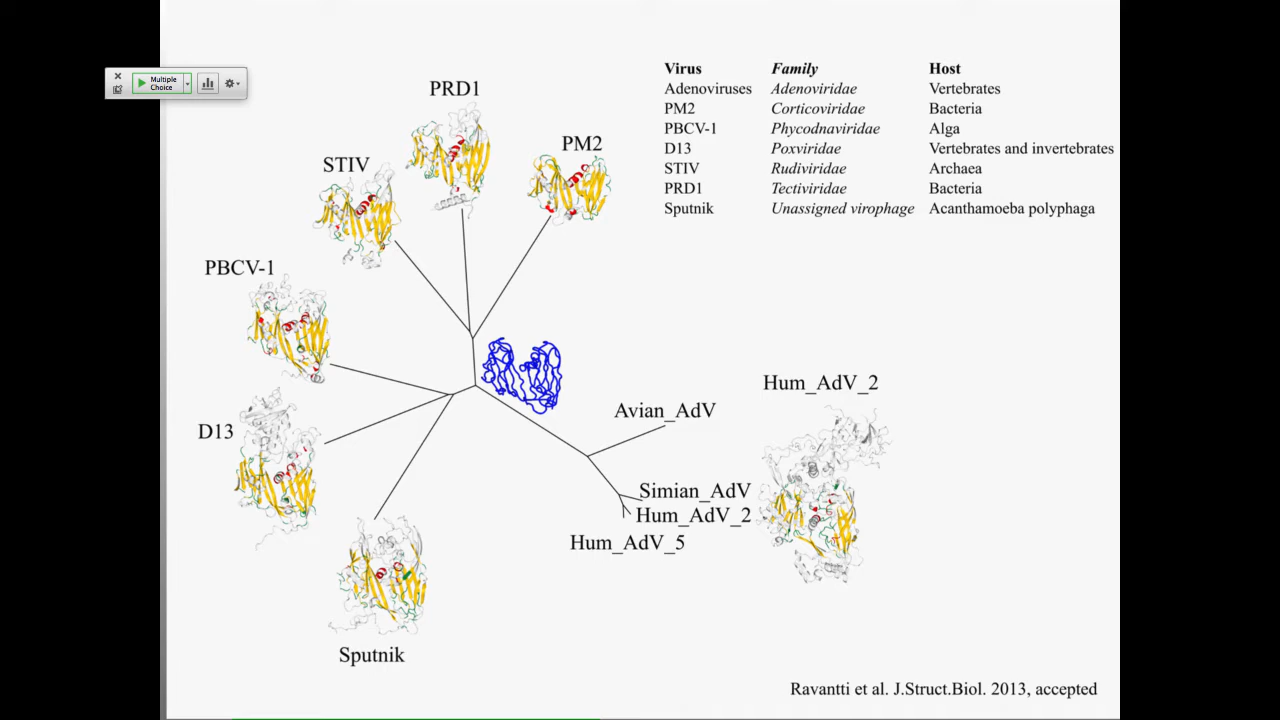 Multiple
Choice
PRD1
PM2
STIV
PBCV-1
D13
Sputnik
Virus Family Host
Adenoviruses Adenoviridae Vertebrates
PM2 Corticoviridae Bacteria
PBCV-1 Phycodnaviridae Alga
D13 Poxviridae Vertebrates and invertebrates
STIV Rudiviridae Archaea
PRD1 Tectiviridae Bacteria
Sputnik Unassigned virophage Acanthamoeba polyphaga
Hum_AdV_2
Avian_AdV
Simian_AdV
Hum_AdV_2
Hum_AdV_5
Ravantti et al. J.Struct.Biol. 2013, accepted